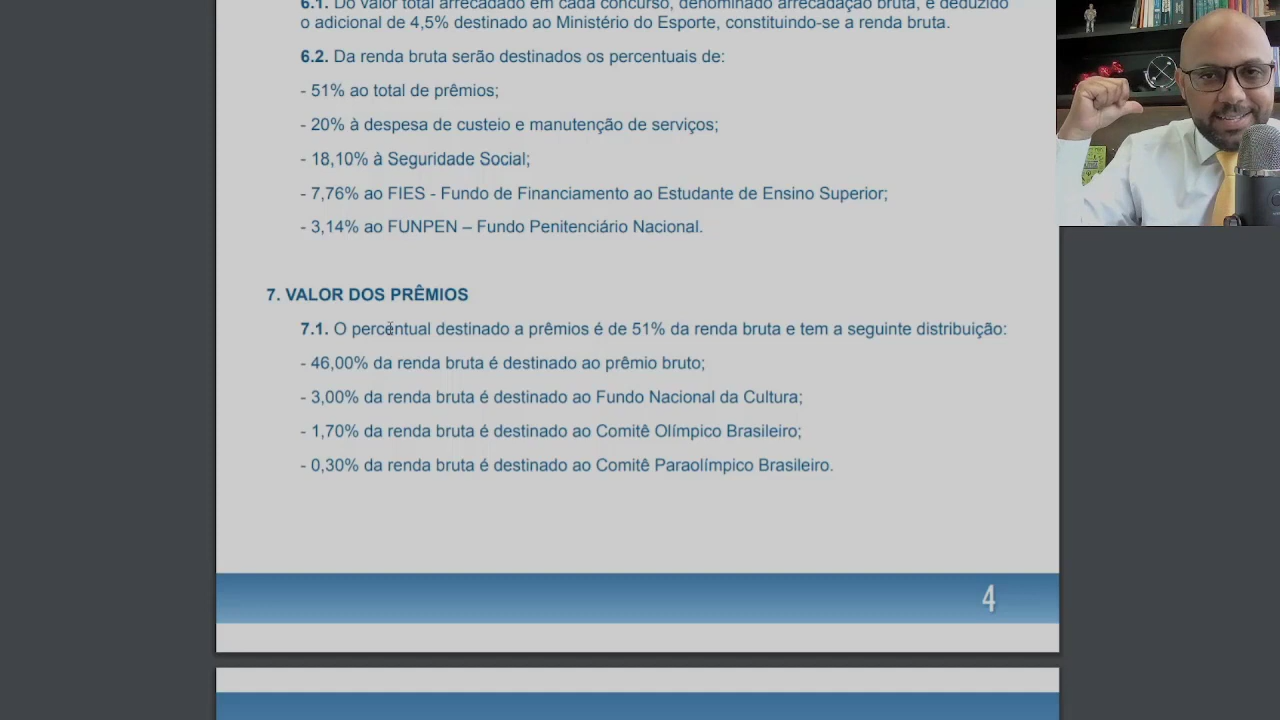 6.1. Do valor total arrecadado em cada concurso, denominado arrecadação bruta, é deduzido
o adicional de 4,5% destinado ao Ministério do Esporte, constituindo-se a renda bruta.
6.2. Da renda bruta serão destinados os percentuais de:
- 51% ao total de prêmios;
- 20% à despesa de custeio e manutenção de serviços;
- 18,10% à Seguridade Social;
- 7,76% ao FIES - Fundo de Financiamento ao Estudante de Ensino Superior;
- 3,14% ao FUNPEN – Fundo Penitenciário Nacional.
7. VALOR DOS PRÊMIOS
7.1. O percentual destinado a prêmios é de 51% da renda bruta e tem a seguinte distribuição:
- 46,00% da renda bruta é destinado ao prêmio bruto;
- 3,00% da renda bruta é destinado ao Fundo Nacional da Cultura;
- 1,70% da renda bruta é destinado ao Comitê Olímpico Brasileiro;
- 0,30% da renda bruta é destinado ao Comitê Paraolímpico Brasileiro.
4